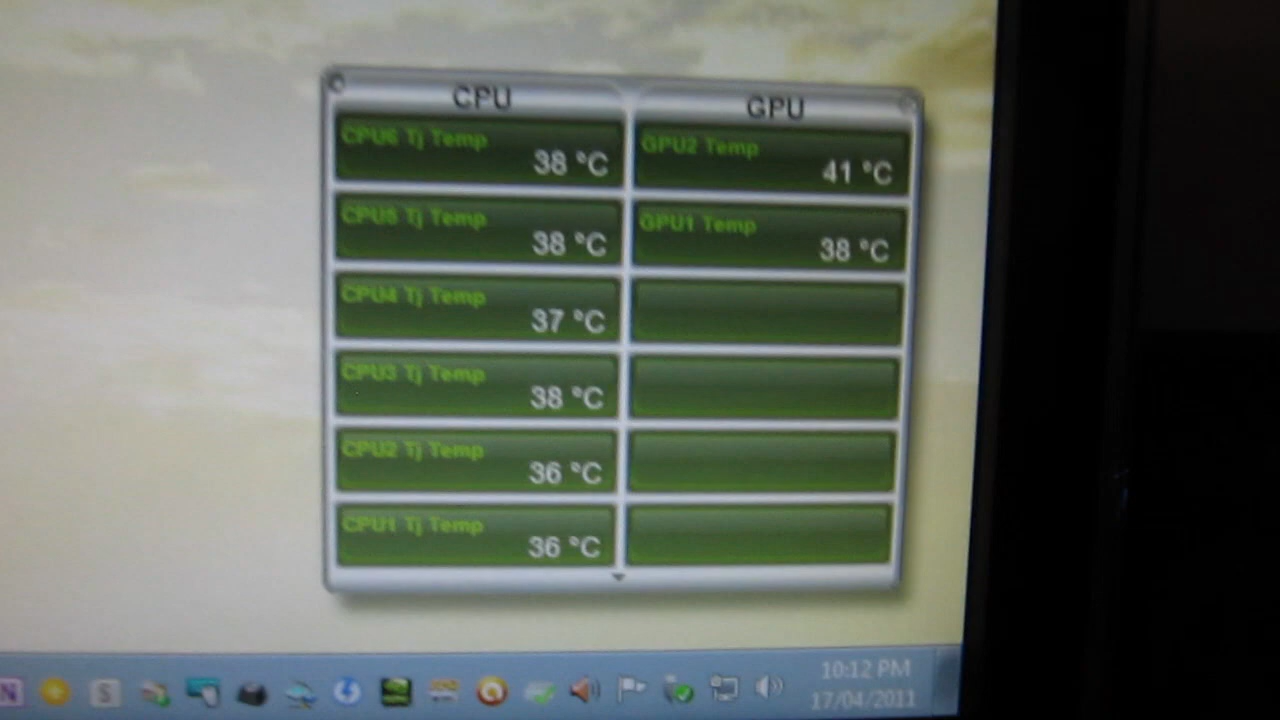 CPU
GPU
CPU6 Tj Temp
38 °C
GPU2 Temp
41 °C
CPU5 Tj Temp
38 °C
GPU1 Temp
38 °C
CPU4 Tj Temp
37 °C
CPU3 Tj Temp
38 °C
CPU2 Tj Temp
36 °C
CPU1 Tj Temp
36 °C
N
S
10:12 PM
17/04/2011